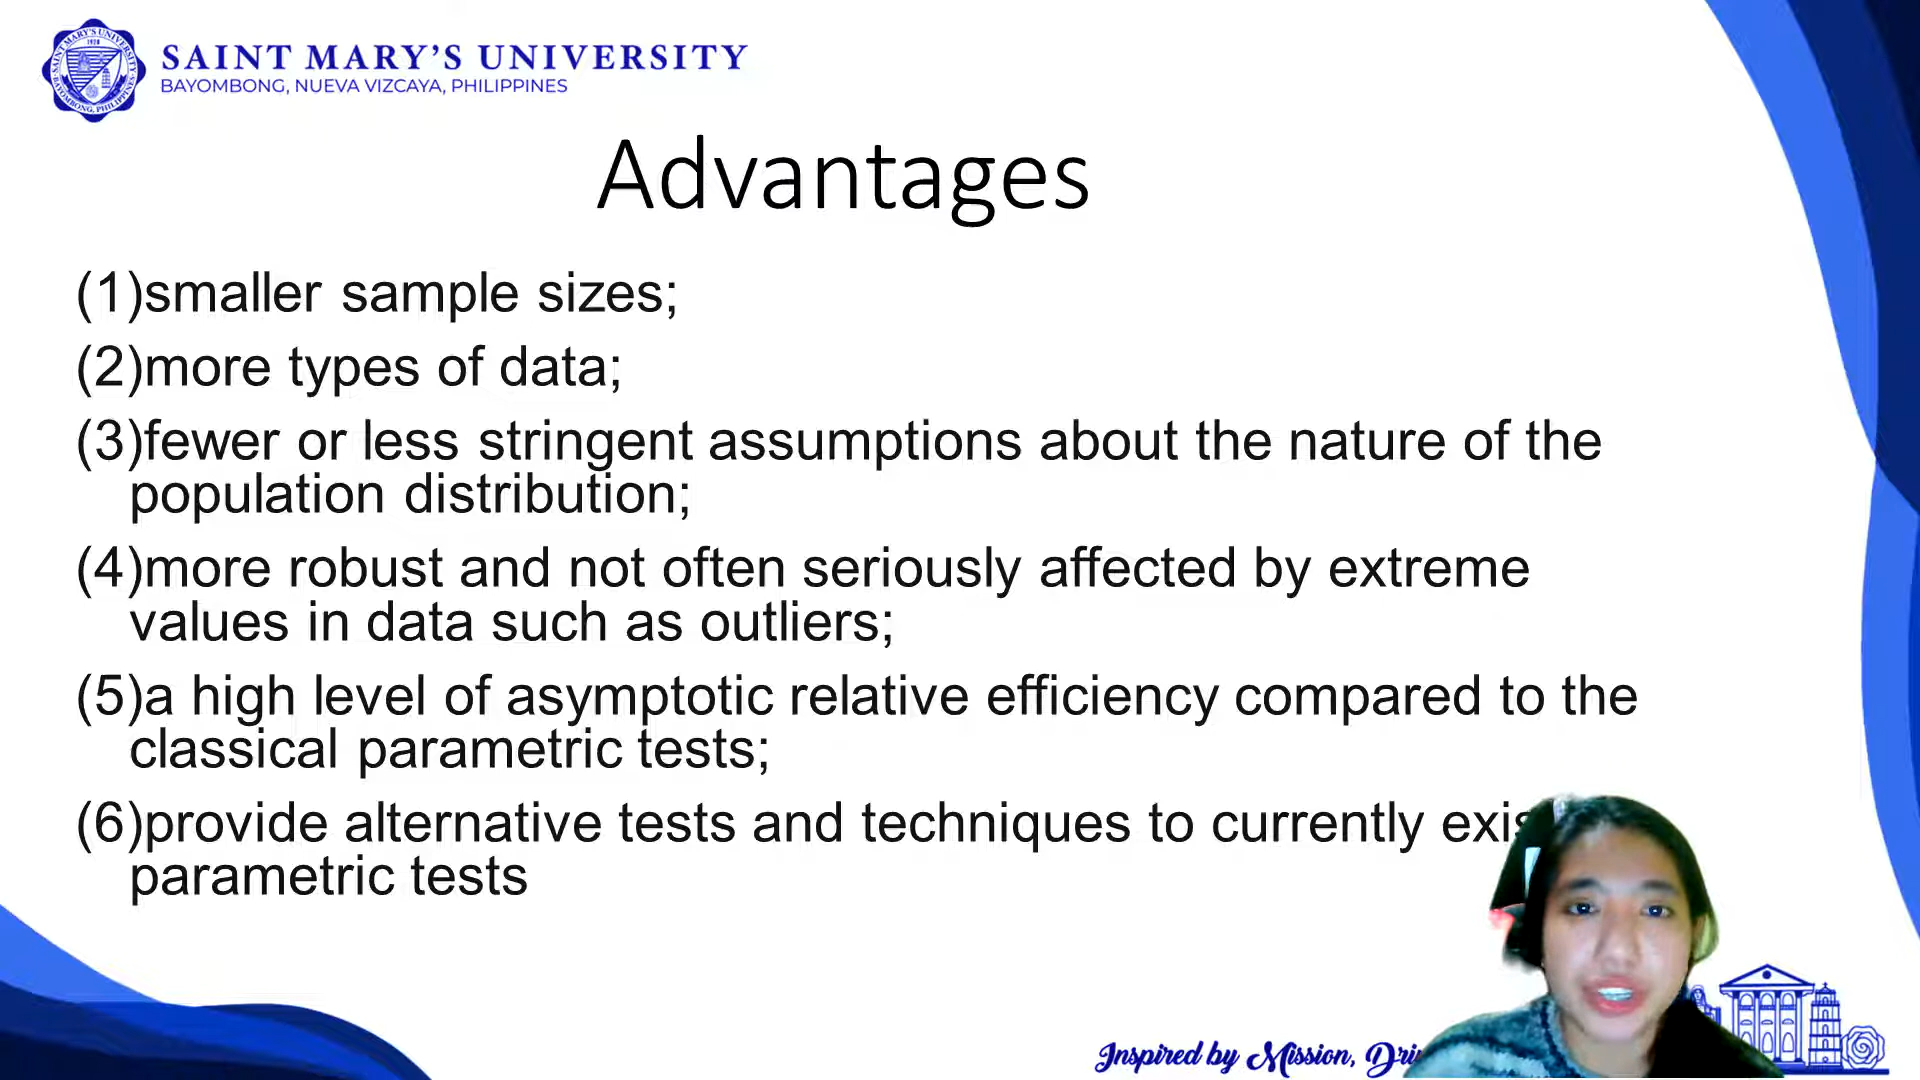 SAINT MARY'S UNIVERSITY
BAYOMBONG, NUEVA VIZCAYA, PHILIPPINES
Advantages
(1)smaller sample sizes;
(2)more types of data;
(3)fewer or less stringent assumptions about the nature of the
population distribution;
(4)more robust and not often seriously affected by extreme
values in data such as outliers;
(5)a high level of asymptotic relative efficiency compared to the
classical parametric tests;
(6)provide alternative tests and techniques to currently
parametric tests
Inspired by Mission,